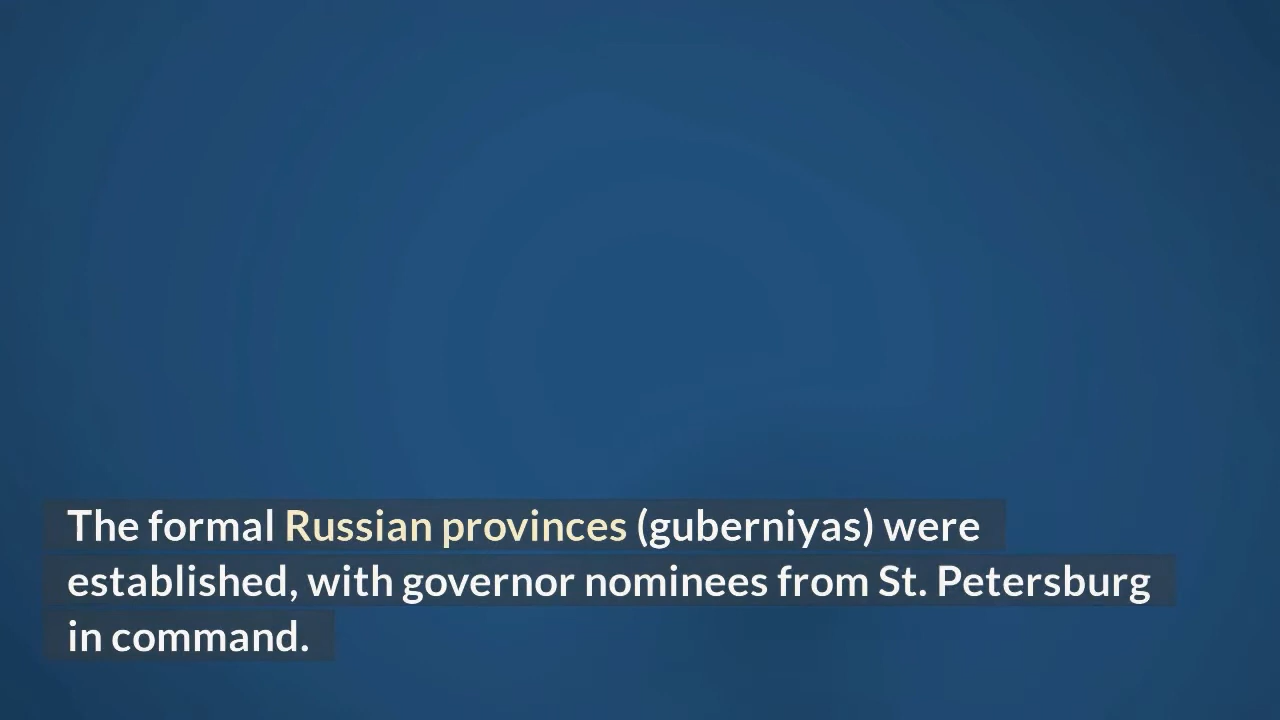 The formal Russian provinces (guberniyas) were
established, with governor nominees from St. Petersburg
in command.